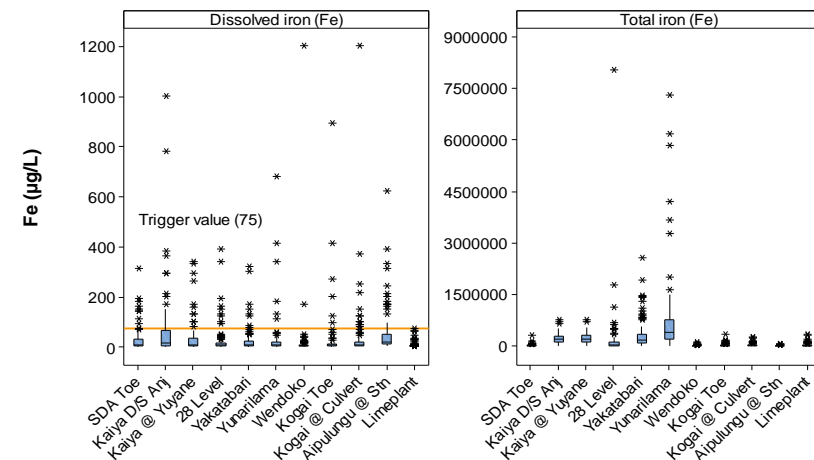 Dissolved iron (Fe)
Total iron (Fe)
Fe (µg/L)
1200
1000
800
600
400
200
0
Trigger value (75)
9000000
7500000
6000000
4500000
3000000
1500000
0
SDA Toe
Kaiya D/S Anj
Kaiya @ Yuyane
28 Level
Yakatabari
Yunarilama
Wendoko
Kogai Toe
Kogai @ Culvert
Aipulungu @ Stn
Limeplant
SDA Toe
Kaiya D/S Anj
Kaiya @ Yuyane
28 Level
Yakatabari
Yunarilama
Wendoko
Kogai Toe
Kogai @ Culvert
Aipulungu @ Stn
Limeplant